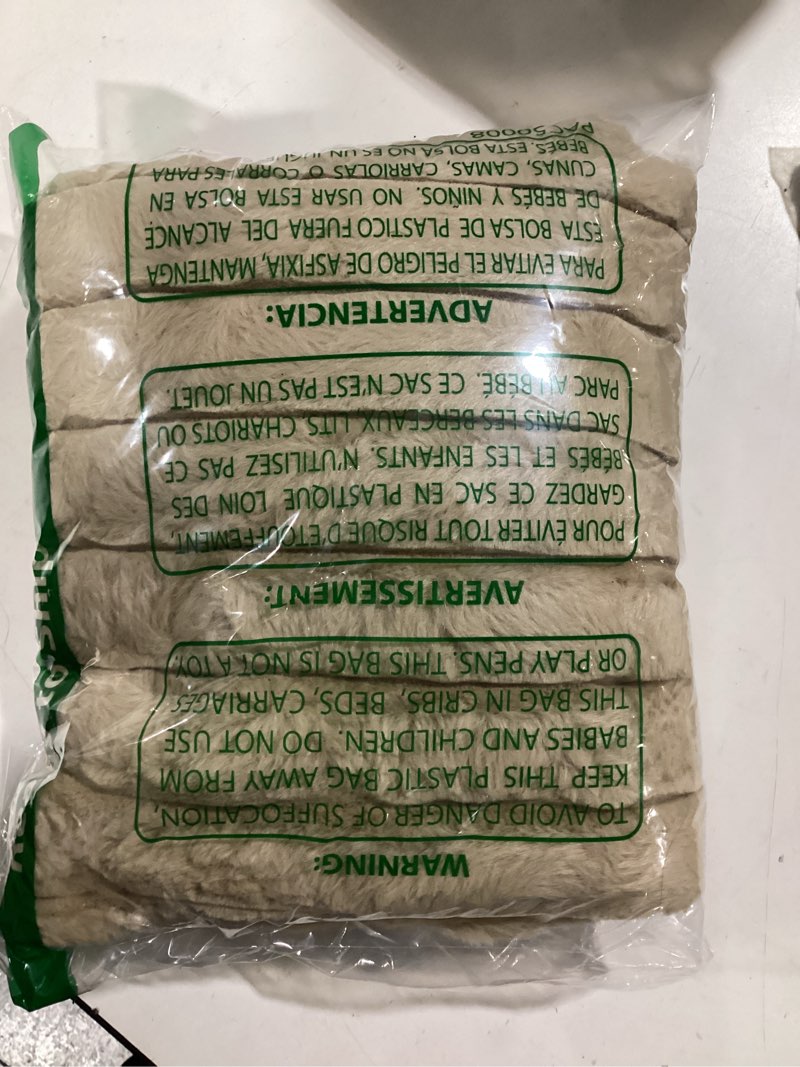 WARNING:
TO AVOID DANGER OF SUFFOCATION,
KEEP THIS PLASTIC BAG AWAY FROM
BABIES AND CHILDREN. DO NOT USE
THIS BAG IN CRIBS, BEDS, CARRIAGES
OR PLAY PENS. THIS BAG IS NOT A TOY.
AVERTISSEMENT:
POUR ÉVITER TOUT RISQUE D'ÉTOUFFEMENT,
GARDEZ CE SAC EN PLASTIQUE LOIN DES
BÉBÉS ET LES ENFANTS. N'UTILISEZ PAS CE
SAC DANS LES BERCEAUX, LITS, CHARIOTS OU
PARC AU BÉBÉ. CE SAC N'EST PAS UN JOUET.
ADVERTENCIA:
PARA EVITAR EL PELIGRO DE ASFIXIA, MANTENGA
ESTA BOLSA DE PLASTICO FUERA DEL ALCANCE
DE BEBÉS Y NIÑOS. NO USAR ESTA BOLSA EN
CUNAS, CAMAS, CARRIOLAS O CORRALES PARA
BEBÉS. ESTA BOLSA NO ES UN
PAC50008